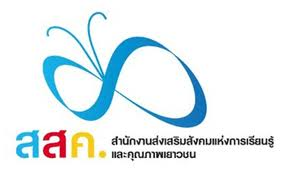 สสค.
สำนักงานส่งเสริมสังคมแห่งการเรียนรู้
และคุณภาพเยาวชน